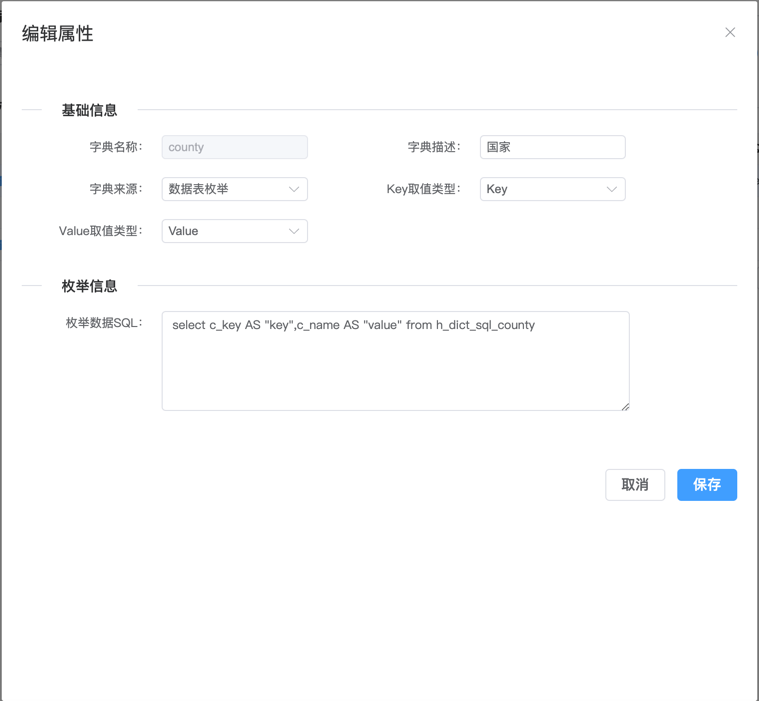 编辑属性
基础信息
字典名称： county 字典描述： 国家
字典来源： 数据表枚举 Key取值类型： Key
Value取值类型： Value
枚举信息
枚举数据SQL： select c_key AS "key",c_name AS "value" from h_dict_sql_county
取消 保存